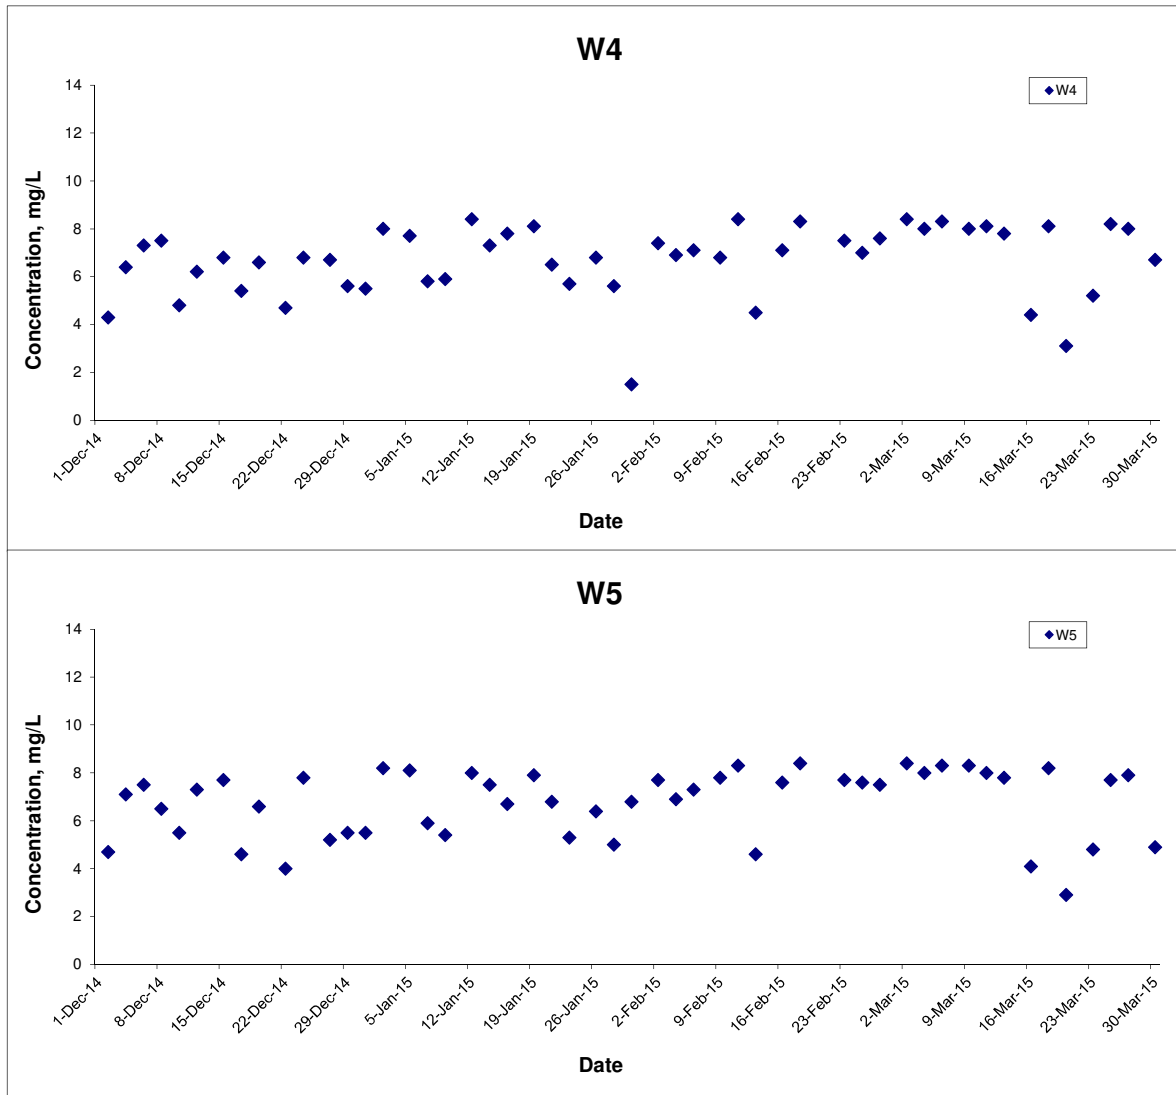 W4
W4
14
12
10
8
6
4
2
0
Concentration, mg/L
1-Dec-14
8-Dec-14
15-Dec-14
22-Dec-14
29-Dec-14
5-Jan-15
12-Jan-15
19-Jan-15
26-Jan-15
2-Feb-15
9-Feb-15
16-Feb-15
23-Feb-15
2-Mar-15
9-Mar-15
16-Mar-15
23-Mar-15
30-Mar-15
Date
W5
W5
14
12
10
8
6
4
2
0
Concentration, mg/L
1-Dec-14
8-Dec-14
15-Dec-14
22-Dec-14
29-Dec-14
5-Jan-15
12-Jan-15
19-Jan-15
26-Jan-15
2-Feb-15
9-Feb-15
16-Feb-15
23-Feb-15
2-Mar-15
9-Mar-15
16-Mar-15
23-Mar-15
30-Mar-15
Date